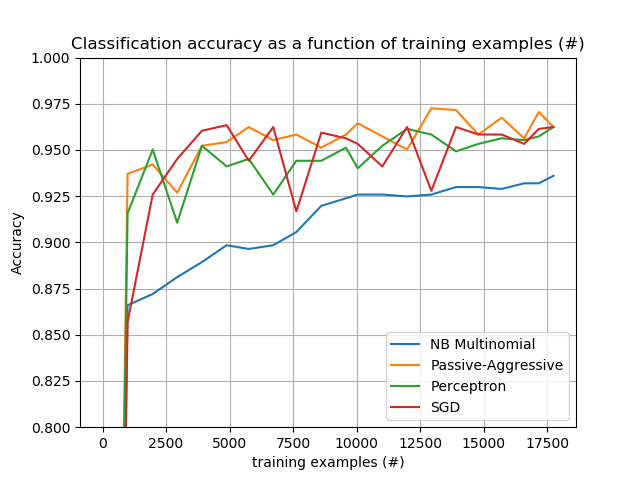 Classification accuracy as a function of training examples (#)
1.000
0.975
0.950
0.925
0.900
0.875
0.850
0.825
0.800
Accuracy
NB Multinomial
Passive-Aggressive
Perceptron
SGD
0 2500 5000 7500 10000 12500 15000 17500
training examples (#)